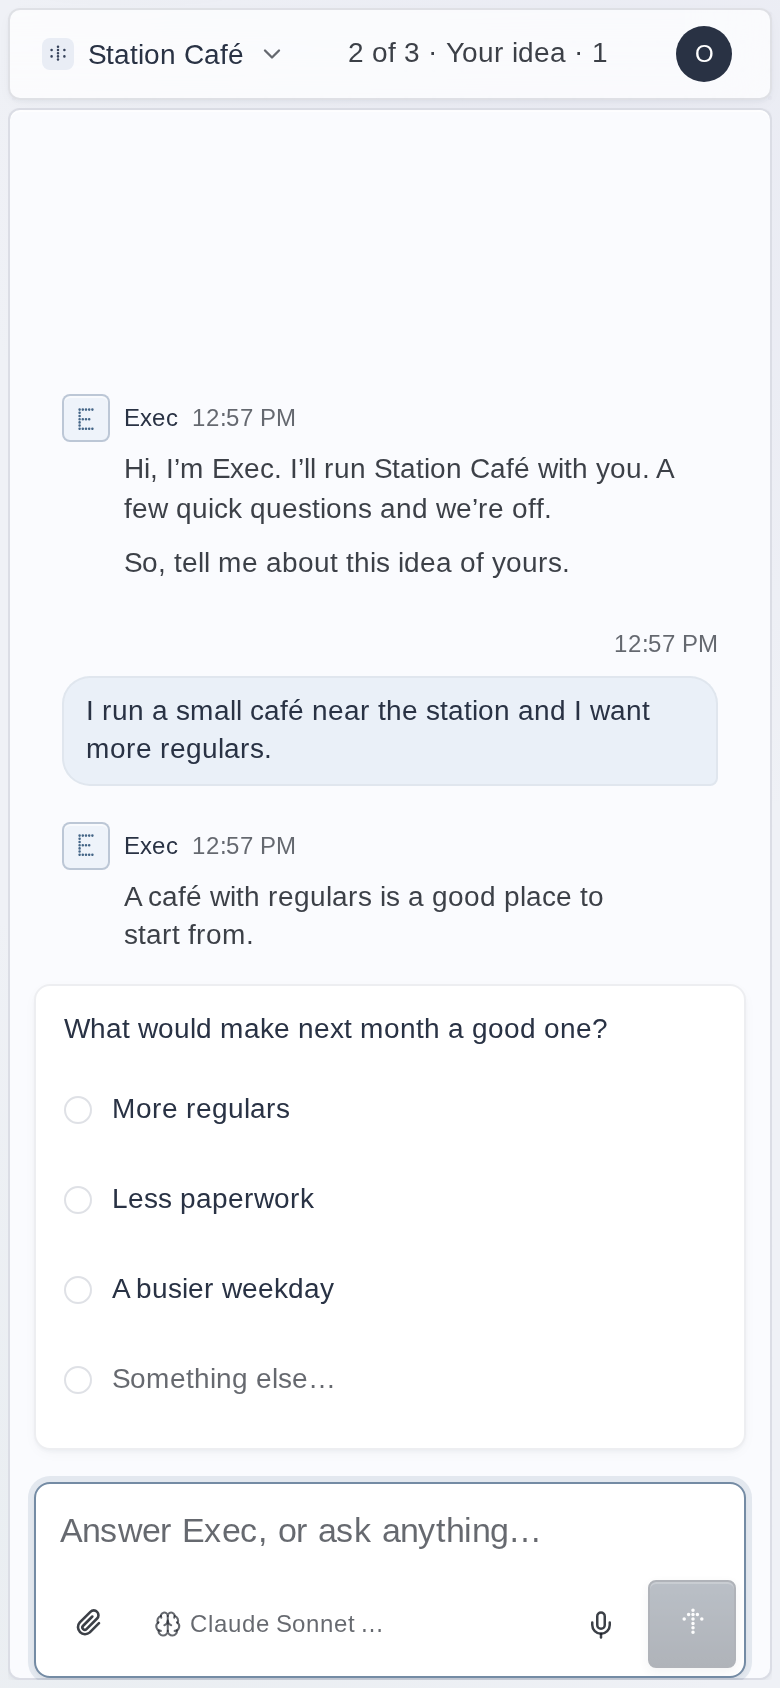 Station Café
2 of 3 · Your idea · 1
O
E
Exec 12:57 PM
Hi, I’m Exec. I’ll run Station Café with you. A
few quick questions and we’re off.
So, tell me about this idea of yours.
12:57 PM
I run a small café near the station and I want
more regulars.
E
Exec 12:57 PM
A café with regulars is a good place to
start from.
What would make next month a good one?
More regulars
Less paperwork
A busier weekday
Something else…
Answer Exec, or ask anything…
Claude Sonnet …